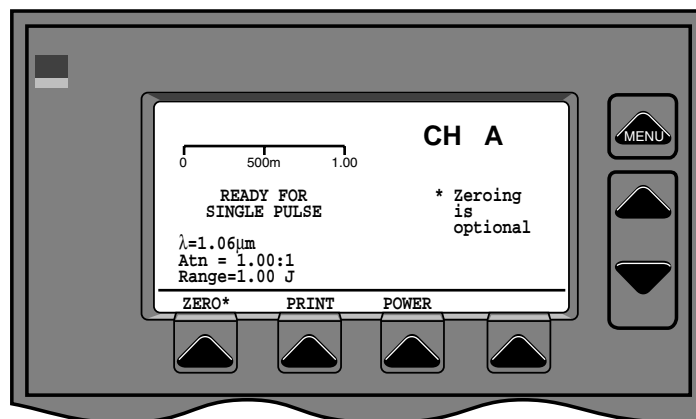 CH A
MENU
0 500m 1.00
READY FOR
SINGLE PULSE
* Zeroing
is
optional
λ=1.06μm
Atn = 1.00:1
Range=1.00 J
ZERO* PRINT POWER